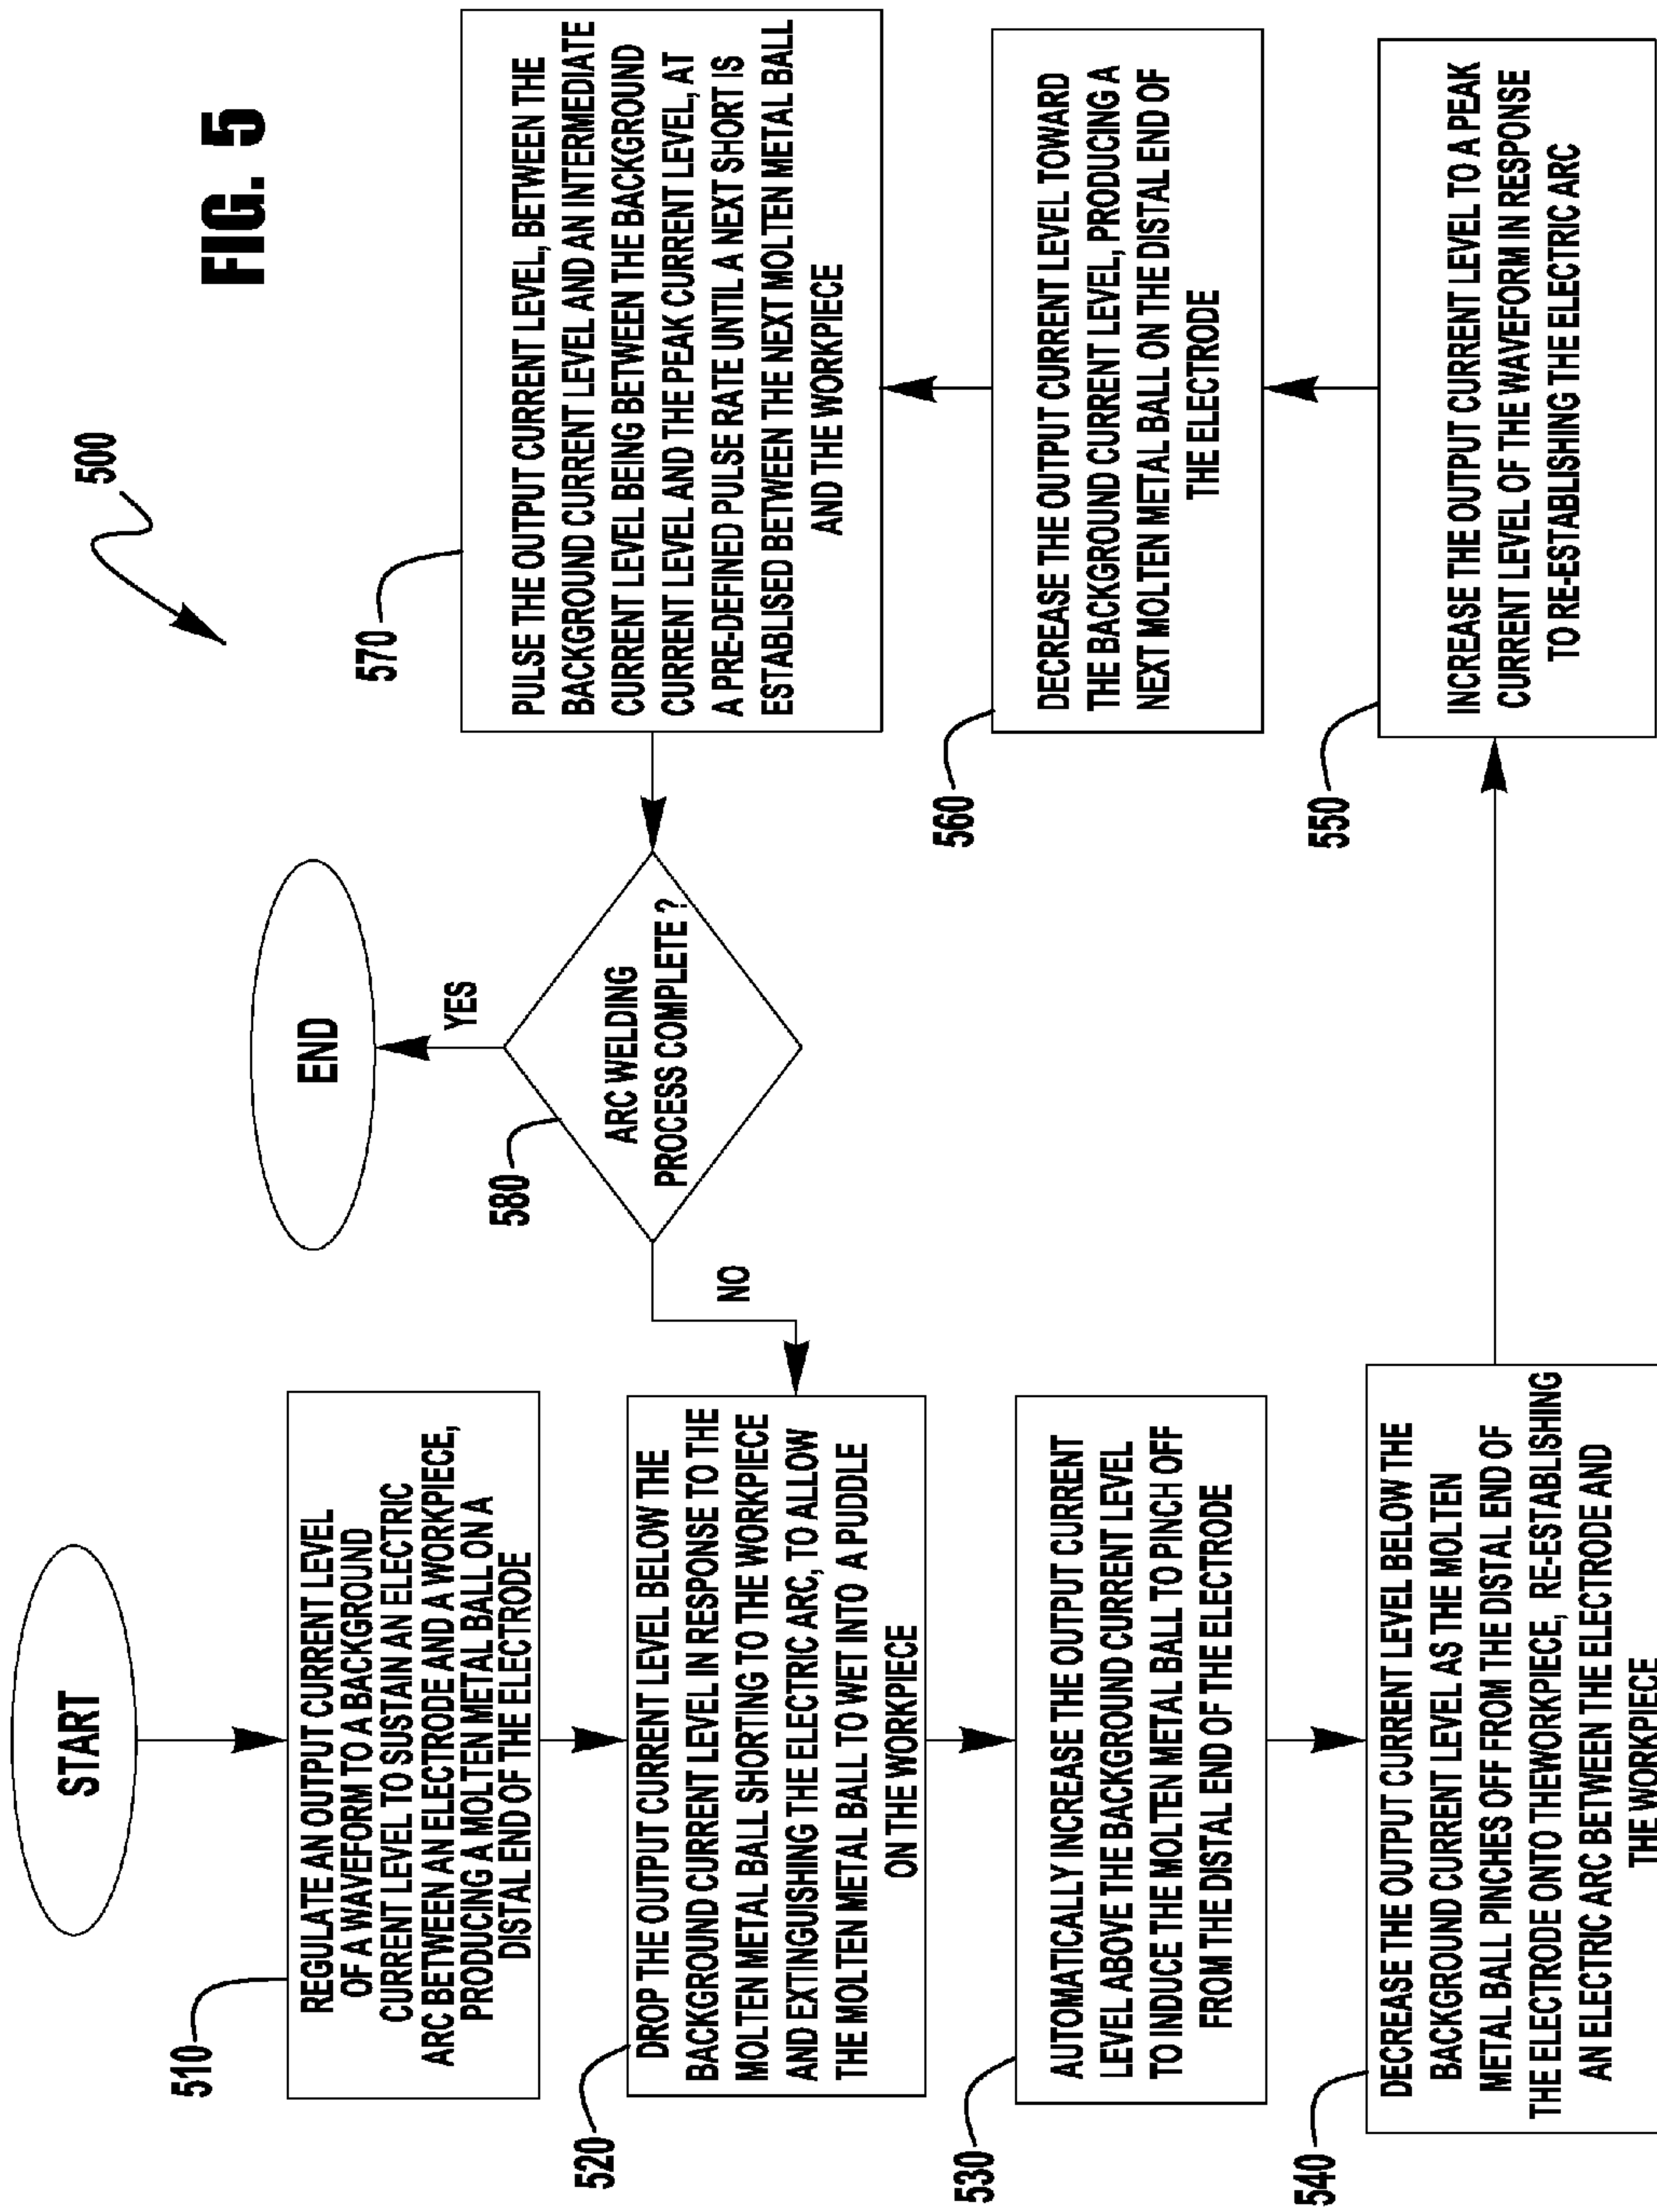 FIG. 5
500
START
510
REGULATE AN OUTPUT CURRENT LEVEL
OF A WAVEFORM TO A BACKGROUND
CURRENT LEVEL TO SUSTAIN AN ELECTRIC
ARC BETWEEN AN ELECTRODE AND A WORKPIECE,
PRODUCING A MOLTEN METAL BALL ON A
DISTAL END OF THE ELECTRODE
520
DROP THE OUTPUT CURRENT LEVEL BELOW THE
BACKGROUND CURRENT LEVEL IN RESPONSE TO THE
MOLTEN METAL BALL SHORTING TO THE WORKPIECE
AND EXTINGUISHING THE ELECTRIC ARC, TO ALLOW
THE MOLTEN METAL BALL TO WET INTO A PUDDLE
ON THE WORKPIECE
530
AUTOMATICALLY INCREASE THE OUTPUT CURRENT
LEVEL ABOVE THE BACKGROUND CURRENT LEVEL
TO INDUCE THE MOLTEN METAL BALL TO PINCH OFF
FROM THE DISTAL END OF THE ELECTRODE
540
DECREASE THE OUTPUT CURRENT LEVEL BELOW THE
BACKGROUND CURRENT LEVEL AS THE MOLTEN
METAL BALL PINCHES OFF FROM THE DISTAL END OF
THE ELECTRODE ONTO THEWORKPIECE, RE-ESTABLISHING
AN ELECTRIC ARC BETWEEN THE ELECTRODE AND
THE WORKPIECE
550
INCREASE THE OUTPUT CURRENT LEVEL TO A PEAK
CURRENT LEVEL OF THE WAVEFORM IN RESPONSE
TO RE-ESTABLISHING THE ELECTRIC ARC
560
DECREASE THE OUTPUT CURRENT LEVEL TOWARD
THE BACKGROUND CURRENT LEVEL, PRODUCING A
NEXT MOLTEN METAL BALL ON THE DISTAL END OF
THE ELECTRODE
570
PULSE THE OUTPUT CURRENT LEVEL, BETWEEN THE
BACKGROUND CURRENT LEVEL AND AN INTERMEDIATE
CURRENT LEVEL BEING BETWEEN THE BACKGROUND
CURRENT LEVEL AND THE PEAK CURRENT LEVEL, AT
A PRE-DEFINED PULSE RATE UNTIL A NEXT SHORT IS
ESTABLISED BETWEEN THE NEXT MOLTEN METAL BALL
AND THE WORKPIECE
580
ARC WELDING
PROCESS COMPLETE ?
YES
END
NO